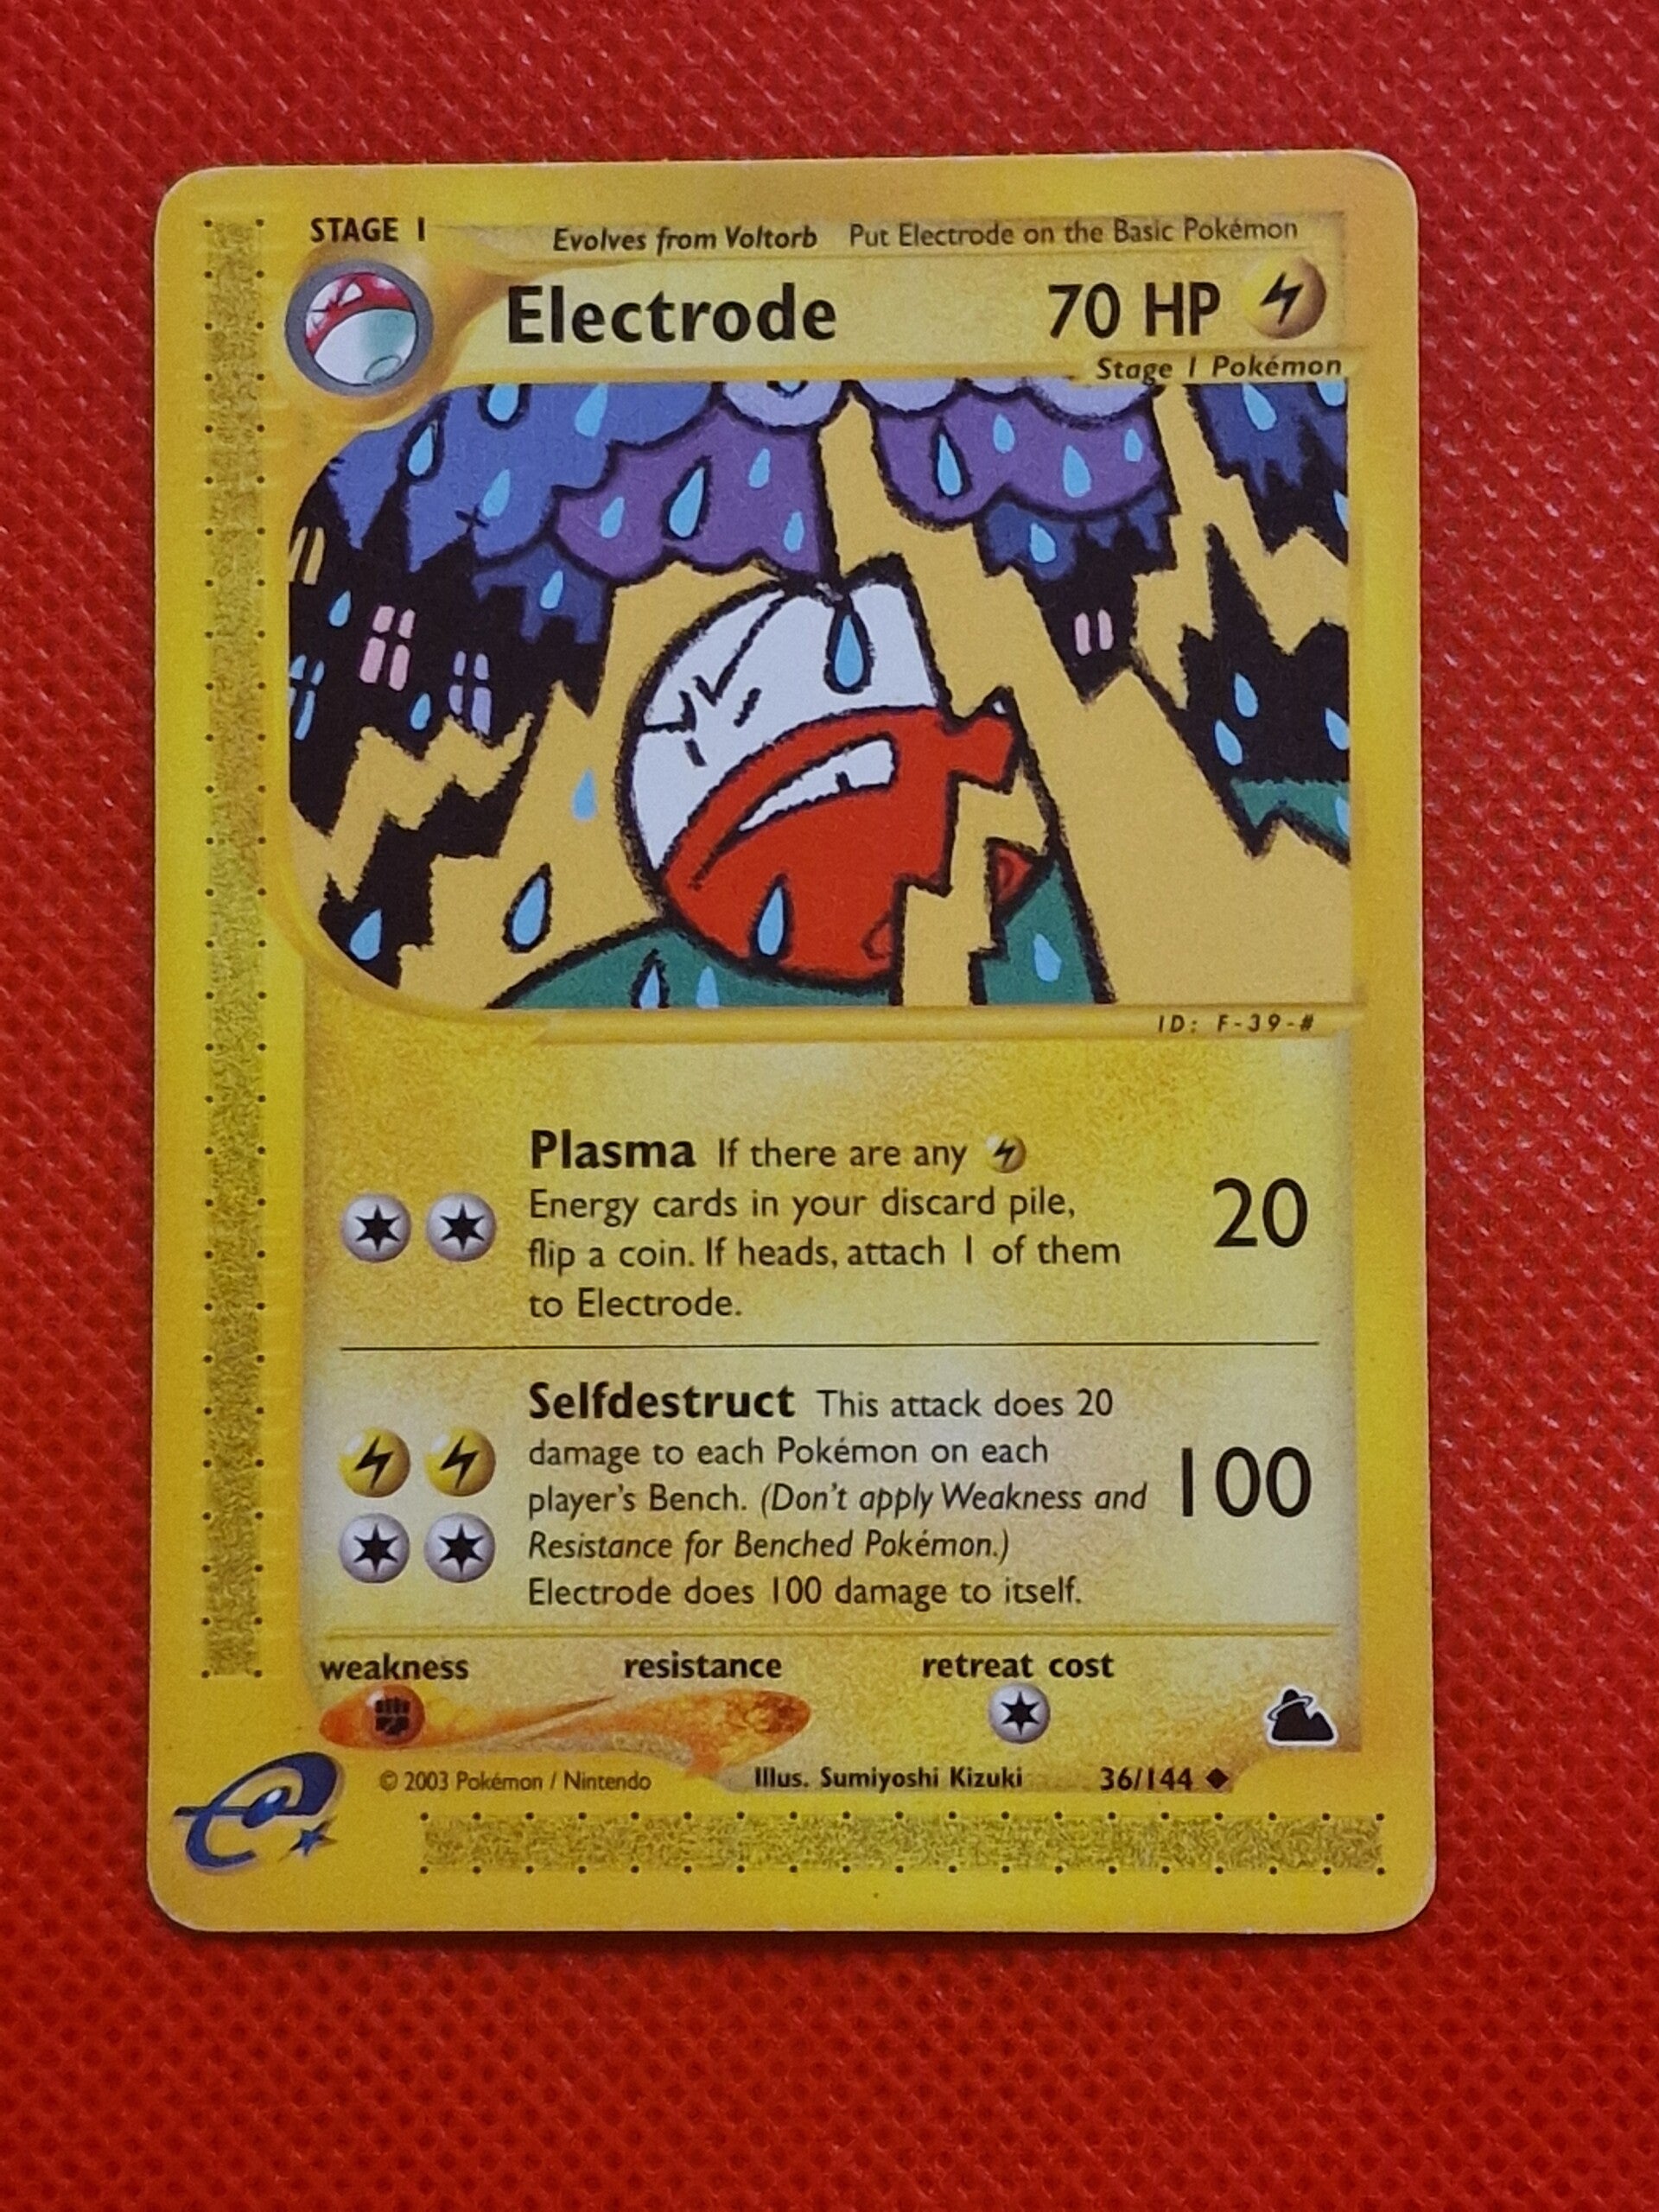 STAGE 1
Evolves from Voltorb Put Electrode on the Basic Pokémon
Electrode 70 HP
Stage 1 Pokémon
ID: F-39-#
Plasma If there are any
Energy cards in your discard pile,
flip a coin. If heads, attach 1 of them
to Electrode.
20
Selfdestruct This attack does 20
damage to each Pokémon on each
player's Bench. (Don't apply Weakness and
Resistance for Benched Pokémon.)
Electrode does 100 damage to itself.
100
weakness resistance retreat cost
© 2003 Pokémon / Nintendo Illus. Sumiyoshi Kizuki 36/144